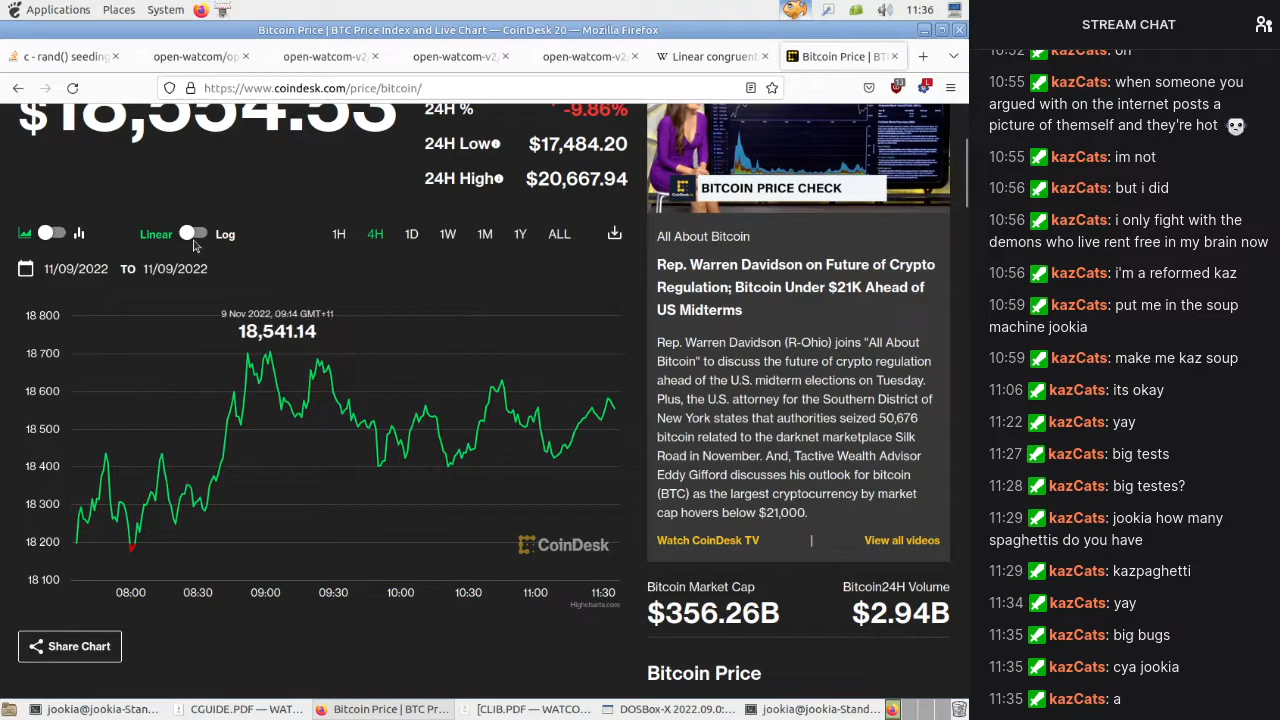 Applications Places System 11:36
Bitcoin Price | BTC Price Index and Live Chart — CoinDesk 20 — Mozilla Firefox
c - rand() seeding
open-watcom/op
open-watcom-v2,
open-watcom-v2,
open-watcom-v2,
Linear congruent
Bitcoin Price | BT
https://www.coindesk.com/price/bitcoin/
24H % -9.86%
24H Low $17,484.20
24H High $20,667.94
Linear Log
1H 4H 1D 1W 1M 1Y ALL
11/09/2022 TO 11/09/2022
9 Nov 2022, 09:14 GMT+11
18,541.14
18 800
18 700
18 600
18 500
18 400
18 300
18 200
18 100
CoinDesk
08:00 08:30 09:00 09:30 10:00 10:30 11:00 11:30
Highcharts.com
Share Chart
BITCOIN PRICE CHECK
All About Bitcoin
Rep. Warren Davidson on Future of Crypto
Regulation; Bitcoin Under $21K Ahead of
US Midterms
Rep. Warren Davidson (R-Ohio) joins "All About
Bitcoin" to discuss the future of crypto regulation
ahead of the U.S. midterm elections on Tuesday.
Plus, the U.S. attorney for the Southern District of
New York states that authorities seized 50,676
bitcoin related to the darknet marketplace Silk
Road in November. And, Tactive Wealth Advisor
Eddy Gifford discusses his outlook for bitcoin
(BTC) as the largest cryptocurrency by market
cap hovers below $21,000.
Watch CoinDesk TV | View all videos
Bitcoin Market Cap Bitcoin24H Volume
$356.26B $2.94B
Bitcoin Price
jookia@jookia-Stan...
CGUIDE.PDF — WAT...
Bitcoin Price | BTC Pr...
[CLIB.PDF — WATCO...
DOSBox-X 2022.09.0:...
jookia@jookia-Stand...
STREAM CHAT
10:55 kazCats: when someone you
argued with on the internet posts a
picture of themself and they're hot
10:55 kazCats: im not
10:56 kazCats: but i did
10:56 kazCats: i only fight with the
demons who live rent free in my brain now
10:56 kazCats: i'm a reformed kaz
10:59 kazCats: put me in the soup
machine jookia
10:59 kazCats: make me kaz soup
11:06 kazCats: its okay
11:22 kazCats: yay
11:27 kazCats: big tests
11:28 kazCats: big testes?
11:29 kazCats: jookia how many
spaghettis do you have
11:29 kazCats: kazpaghetti
11:34 kazCats: yay
11:35 kazCats: big bugs
11:35 kazCats: cya jookia
11:35 kazCats: a